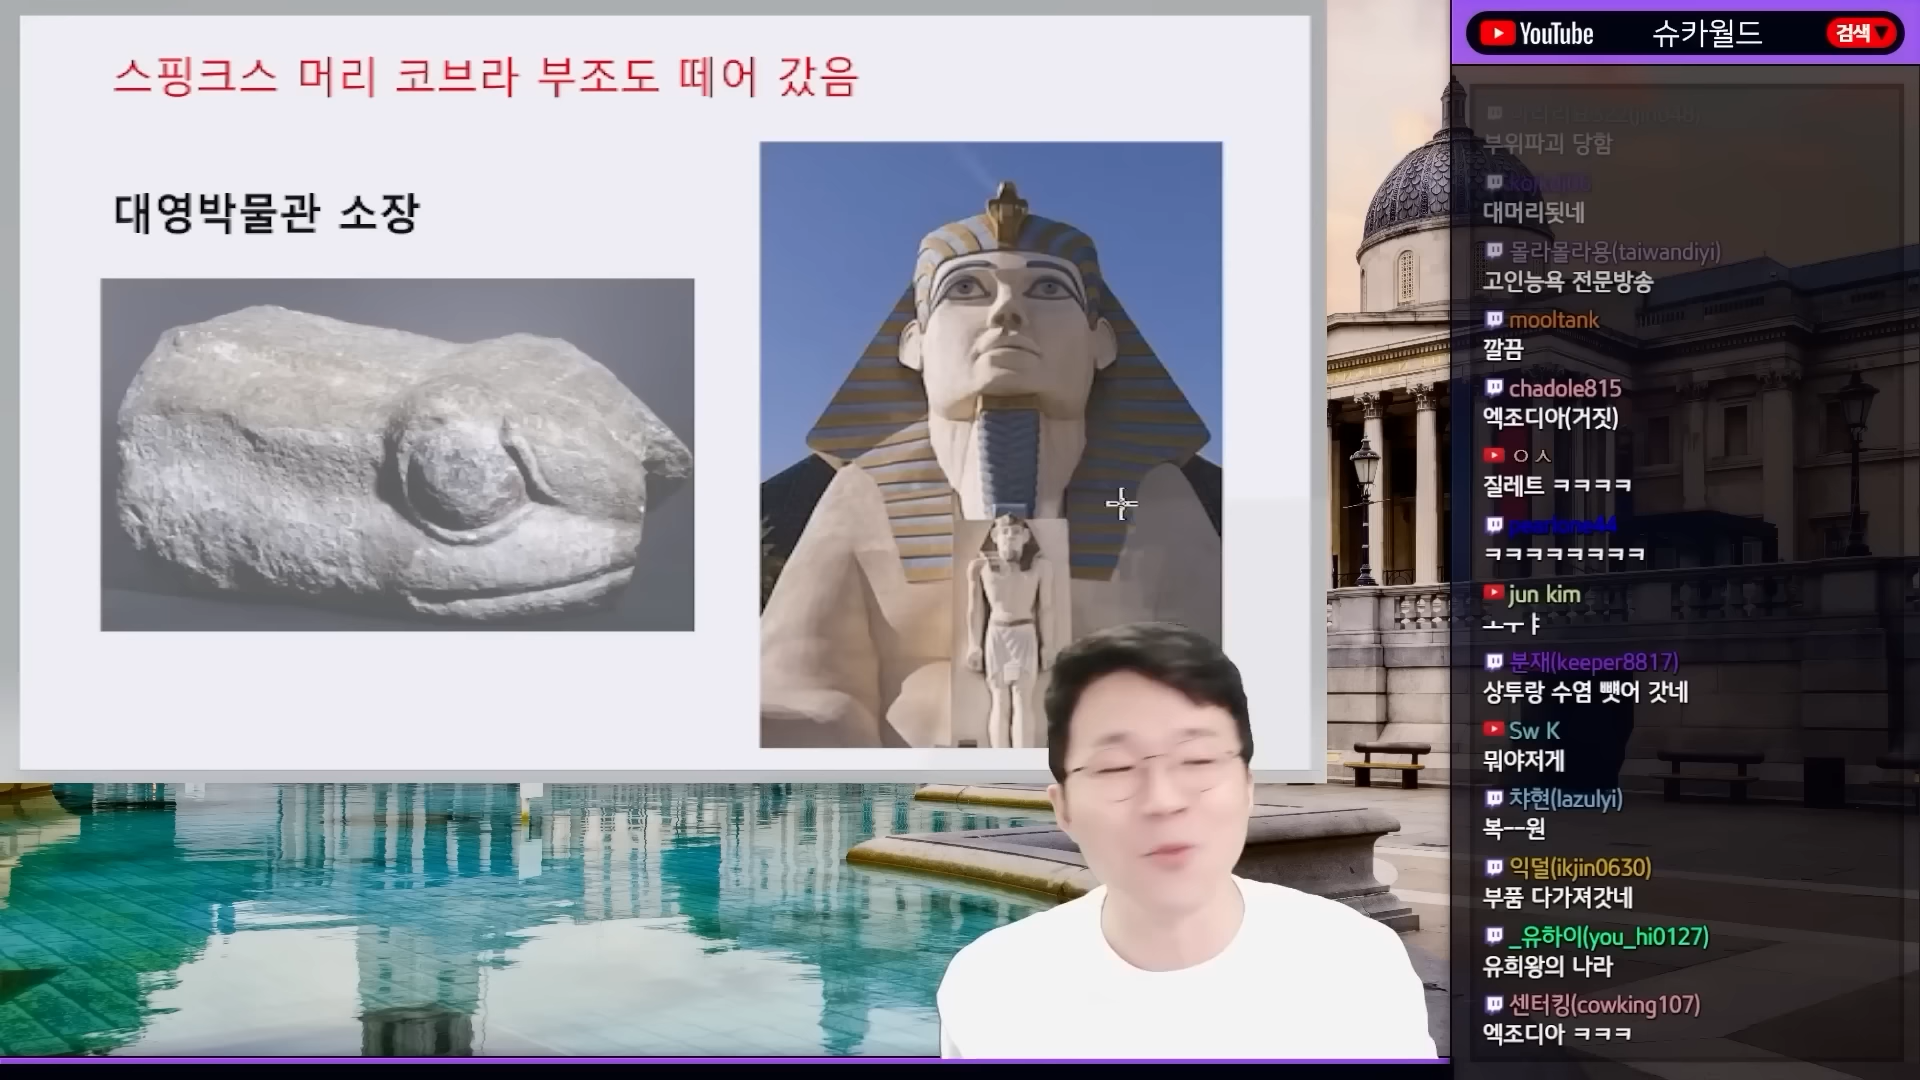 스핑크스 머리 코브라 부조도 떼어 갔음
대영박물관 소장
YouTube 슈카월드 검색
부위파괴 당함
대머리됫네
몰라몰라용(taiwandiyi)
고인능욕 전문방송
mooltank
깔끔
chadole815
엑조디아(거짓)
ㅇㅅ
질레트 ㅋㅋㅋㅋ
ㅋㅋㅋㅋㅋㅋㅋㅋ
jun kim
ㅗㅜㅑ
분재(keeper8817)
상투랑 수염 뺏어 갓네
Sw K
뭐야저게
챠현(lazulyi)
복--원
익덜(ikjin0630)
부품 다가져갓네
_유하이(you_hi0127)
유희왕의 나라
센터킹(cowking107)
엑조디아 ㅋㅋㅋ